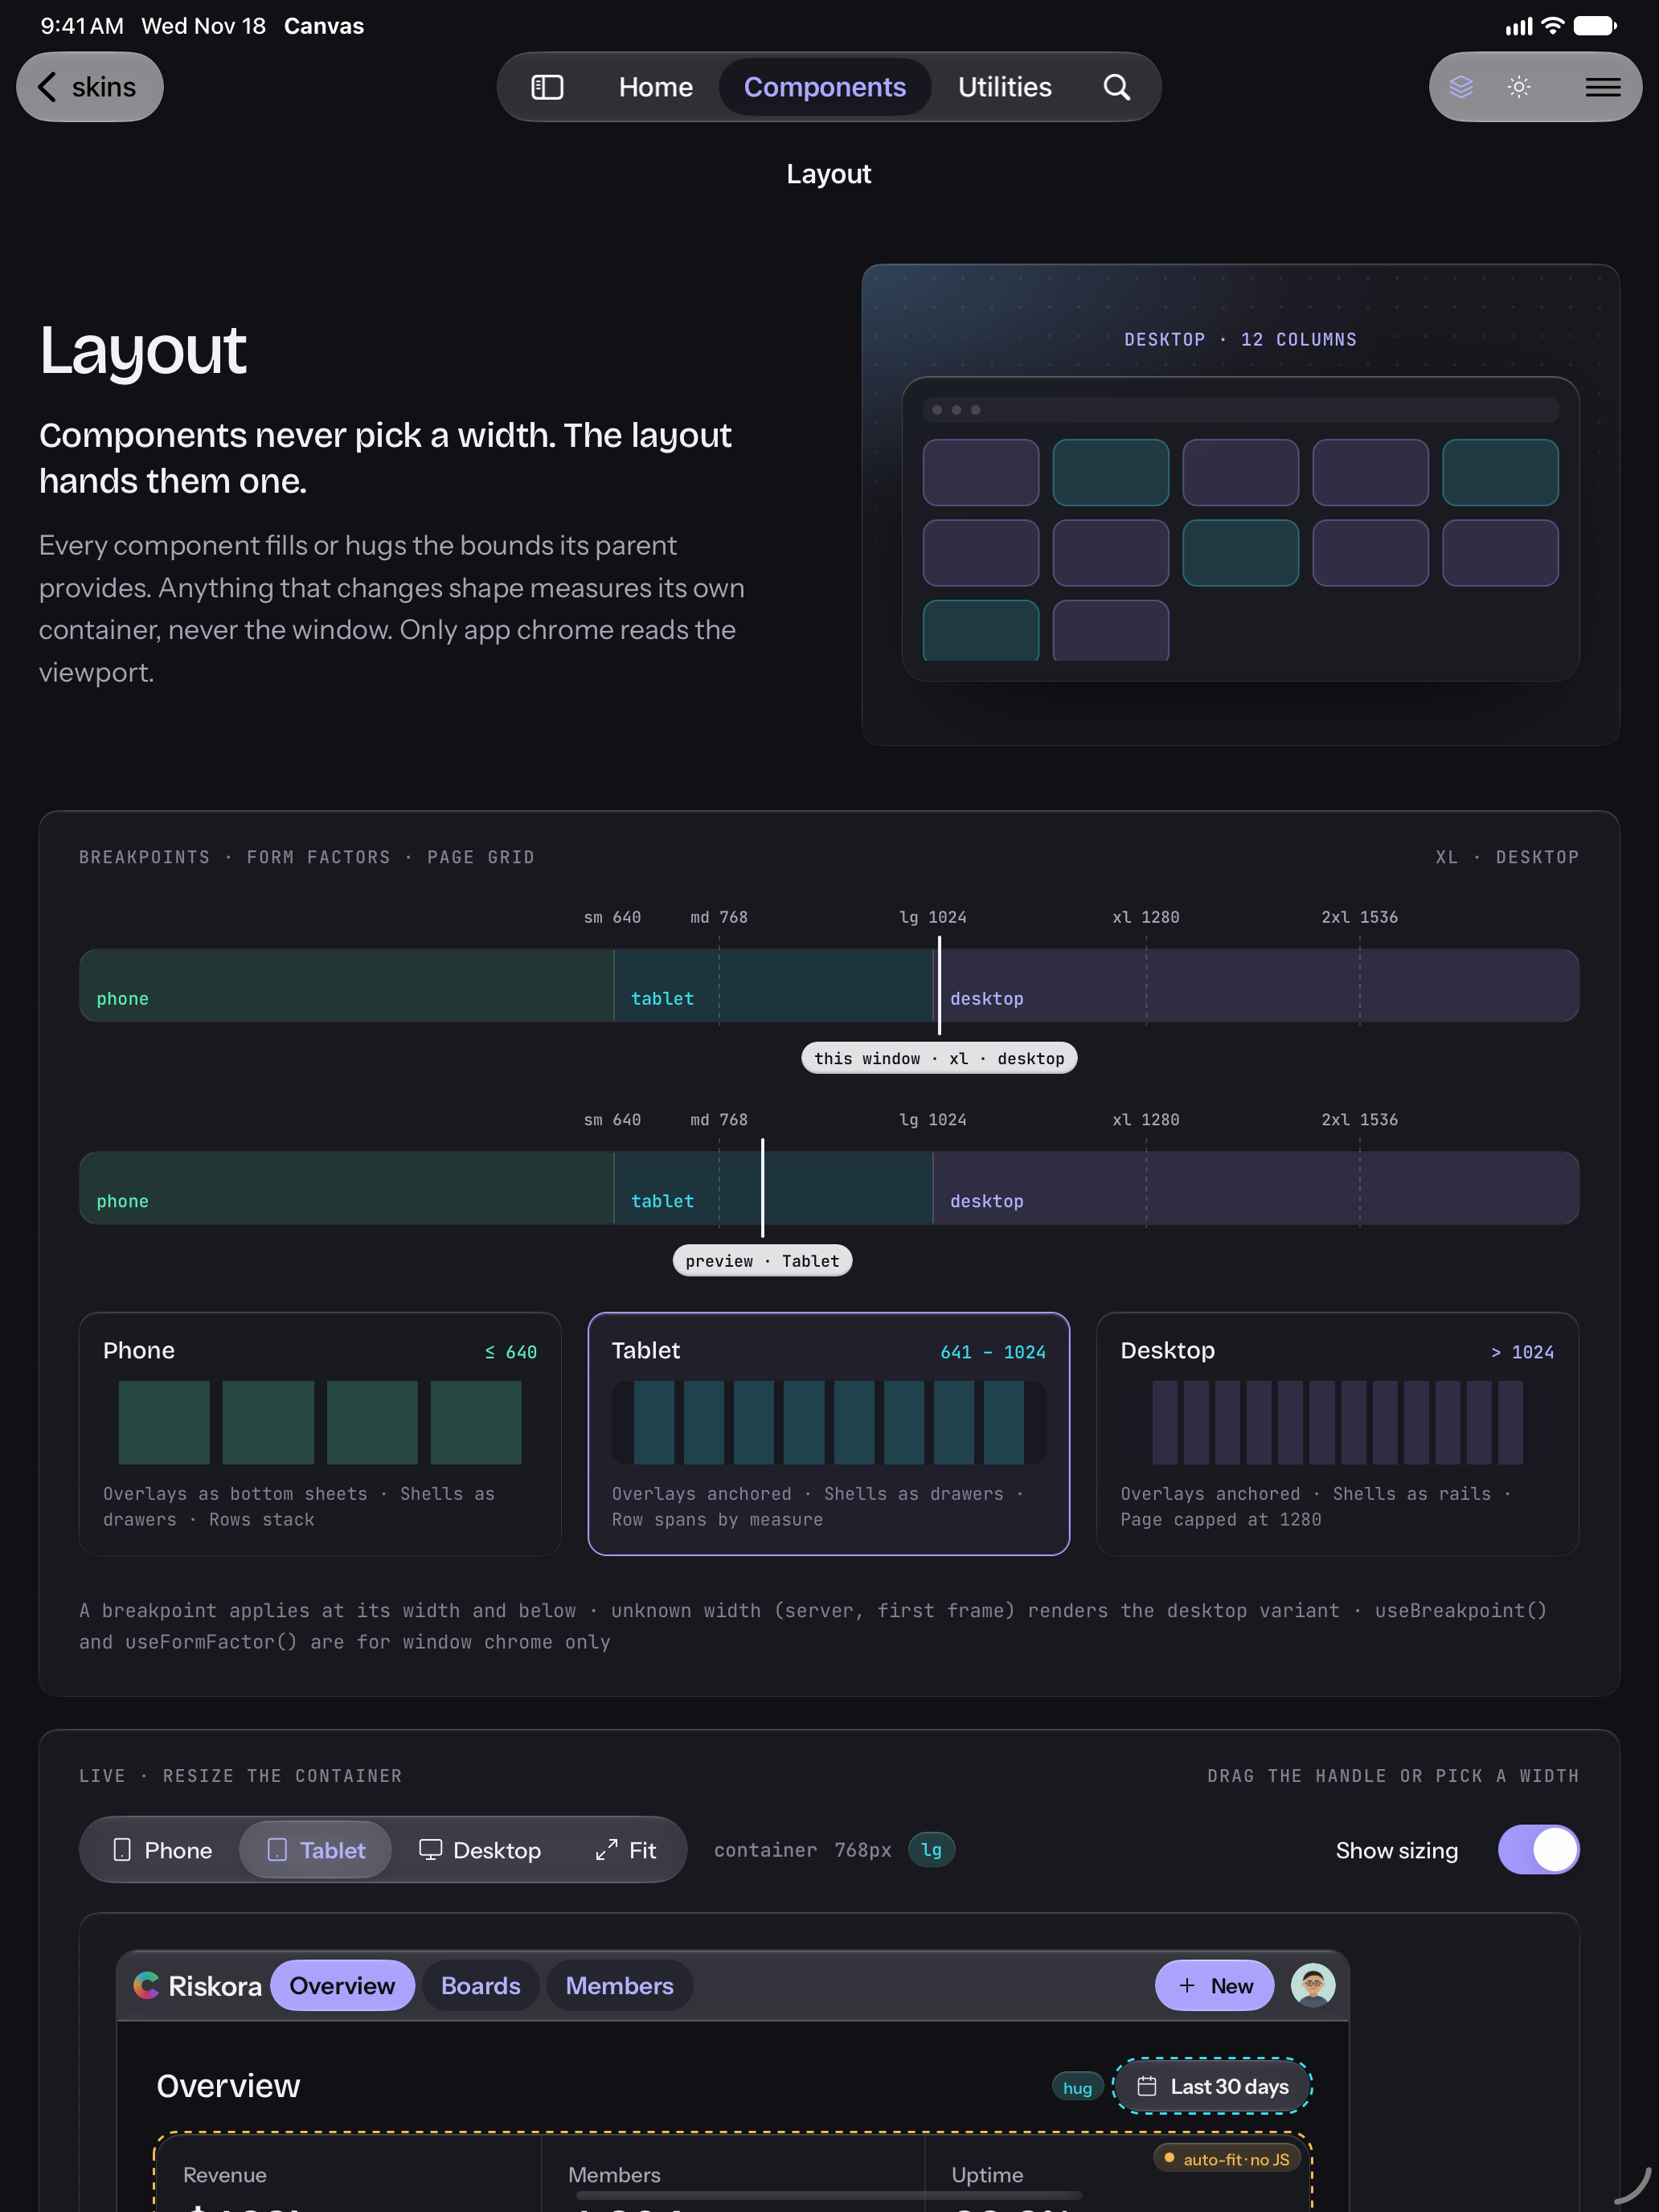 9:41 AM Wed Nov 18 Canvas
skins
Home Components Utilities
Layout
Layout
Components never pick a width. The layout
hands them one.
Every component fills or hugs the bounds its parent
provides. Anything that changes shape measures its own
container, never the window. Only app chrome reads the
viewport.
DESKTOP · 12 COLUMNS
BREAKPOINTS · FORM FACTORS · PAGE GRID
XL · DESKTOP
sm 640 md 768 lg 1024 xl 1280 2xl 1536
phone tablet desktop
this window · xl · desktop
sm 640 md 768 lg 1024 xl 1280 2xl 1536
phone tablet desktop
preview · Tablet
Phone ≤ 640
Overlays as bottom sheets · Shells as
drawers · Rows stack
Tablet 641 – 1024
Overlays anchored · Shells as drawers ·
Row spans by measure
Desktop > 1024
Overlays anchored · Shells as rails ·
Page capped at 1280
A breakpoint applies at its width and below · unknown width (server, first frame) renders the desktop variant · useBreakpoint()
and useFormFactor() are for window chrome only
LIVE · RESIZE THE CONTAINER
DRAG THE HANDLE OR PICK A WIDTH
Phone Tablet Desktop Fit container 768px lg Show sizing
Riskora Overview Boards Members New
Overview hug Last 30 days
auto-fit · no JS
Revenue Members Uptime